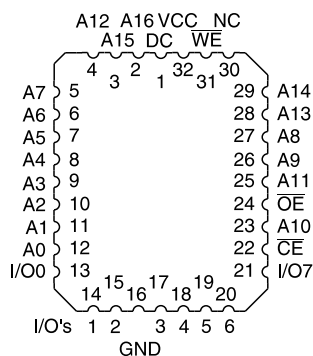 A12 A16 VCC NC
A15 DC WE
4 3 2 1 32 31 30
A7 5 29 A14
A6 6 28 A13
A5 7 27 A8
A4 8 26 A9
A3 9 25 A11
A2 10 24 OE
A1 11 23 A10
A0 12 22 CE
I/O0 13 21 I/O7
14 15 16 17 18 19 20
I/O's 1 2 3 4 5 6
GND